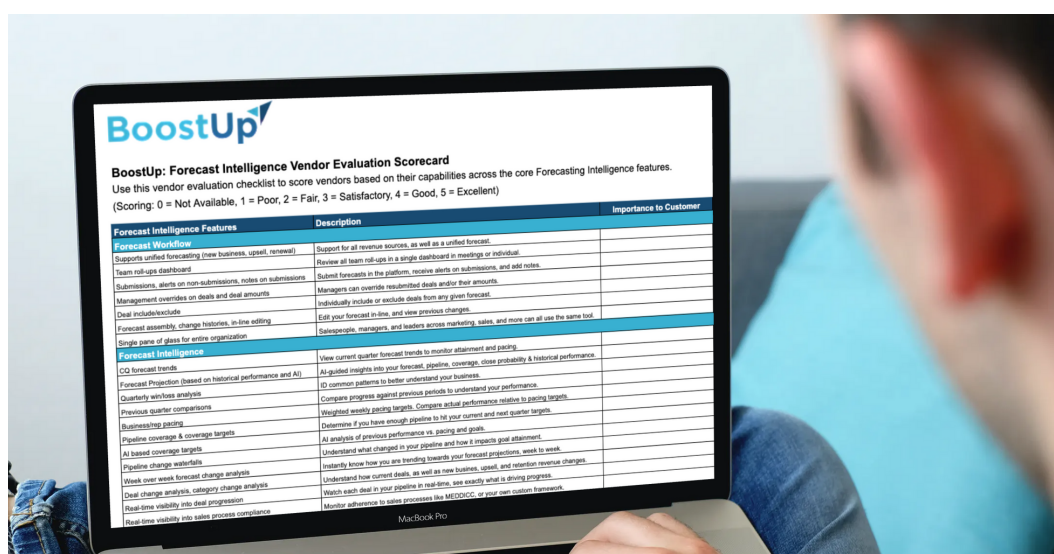 BoostUp
BoostUp: Forecast Intelligence Vendor Evaluation Scorecard
Use this vendor evaluation checklist to score vendors based on their capabilities across the core Forecasting Intelligence features.
(Scoring: 0 = Not Available, 1 = Poor, 2 = Fair, 3 = Satisfactory, 4 = Good, 5 = Excellent)
Forecast Intelligence Features Description Importance to Customer
Forecast Workflow
Supports unified forecasting (new business, upsell, renewal) Support for all revenue sources, as well as a unified forecast.
Team roll-ups dashboard Review all team roll-ups in a single dashboard in meetings or individual.
Submissions, alerts on non-submissions, notes on submissions Submit forecasts in the platform, receive alerts on submissions, and add notes.
Management overrides on deals and deal amounts Managers can override resubmitted deals and/or their amounts.
Deal include/exclude Individually include or exclude deals from any given forecast.
Forecast assembly, change histories, in-line editing Edit your forecast in-line, and view previous changes.
Single pane of glass for entire organization Salespeople, managers, and leaders across marketing, sales, and more can all use the same tool.
Forecast Intelligence
CQ forecast trends View current quarter forecast trends to monitor attainment and pacing.
Forecast Projection (based on historical performance and AI) AI-guided insights into your forecast, pipeline, coverage, close probability & historical performance.
Quarterly win/loss analysis ID common patterns to better understand your business.
Previous quarter comparisons Compare progress against previous periods to understand your performance.
Business/rep pacing Weighted weekly pacing targets. Compare actual performance relative to pacing targets.
Pipeline coverage & coverage targets Determine if you have enough pipeline to hit your current and next quarter targets.
AI based coverage targets AI analysis of previous performance vs. pacing and goals.
Pipeline change waterfalls Understand what changed in your pipeline and how it impacts goal attainment.
Week over week forecast change analysis Instantly know how you are trending towards your forecast projections, week to week.
Deal change analysis, category change analysis Understand how current deals, as well as new busines, upsell, and retention revenue changes.
Real-time visibility into deal progression Watch each deal in your pipeline in real-time, see exactly what is driving progress.
Real-time visibility into sales process compliance Monitor adherence to sales processes like MEDDICC, or your own custom framework.
MacBook Pro